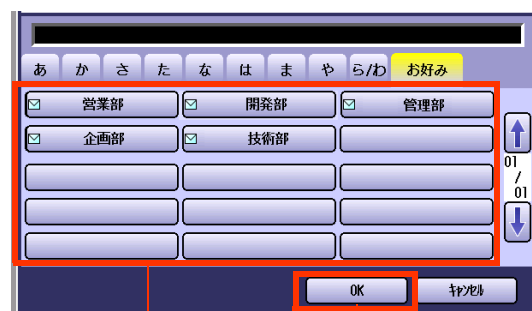 あ か さ た な は ま や ら/わ お好み
営業部 開発部 管理部
企画部 技術部
01
/
01
OK ｷｬﾝｾﾙ